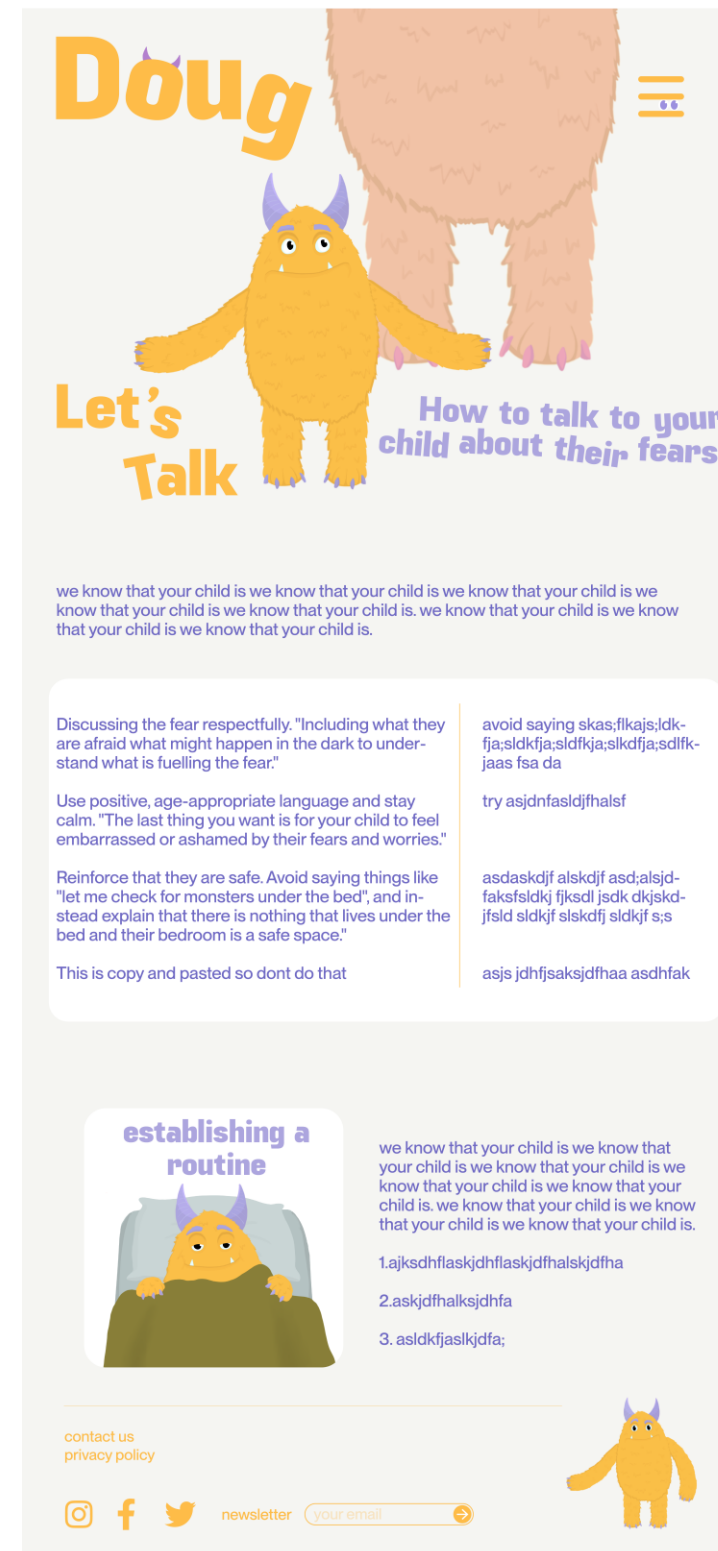 Doug
Let's
Talk
How to talk to your
child about their fears
we know that your child is we know that your child is we know that your child is we
know that your child is we know that your child is. we know that your child is we know
that your child is we know that your child is.
Discussing the fear respectfully. "Including what they
are afraid what might happen in the dark to under-
stand what is fuelling the fear."
Use positive, age-appropriate language and stay
calm. "The last thing you want is for your child to feel
embarrassed or ashamed by their fears and worries."
Reinforce that they are safe. Avoid saying things like
"let me check for monsters under the bed", and in-
stead explain that there is nothing that lives under the
bed and their bedroom is a safe space."
This is copy and pasted so dont do that
avoid saying skas;flkajs;ldk-
fja;sldkfja;sldfkja;slkdfja;sdlfk-
jaas fsa da
try asjdnfasldjfhalsf
asdaskdjf alskdjf asd;alsjd-
faksfsldkj fjksdl jsdk dkjskd-
jfsld sldkjf slskdfj sldkjf s;s
asjs jdhfjsaksjdfhaa asdhfak
establishing a
routine
we know that your child is we know that
your child is we know that your child is we
know that your child is we know that your
child is. we know that your child is we know
that your child is we know that your child is.
1.ajksdhflaskjdhflaskjdfhalskjdfha
2.askjdfhalksjdhfa
3. asldkfjaslkjdfa;
contact us
privacy policy
newsletter
your email